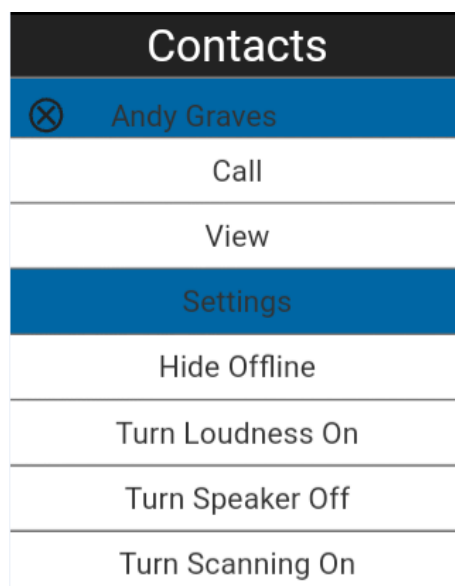 Contacts
Andy Graves
Call
View
Settings
Hide Offline
Turn Loudness On
Turn Speaker Off
Turn Scanning On